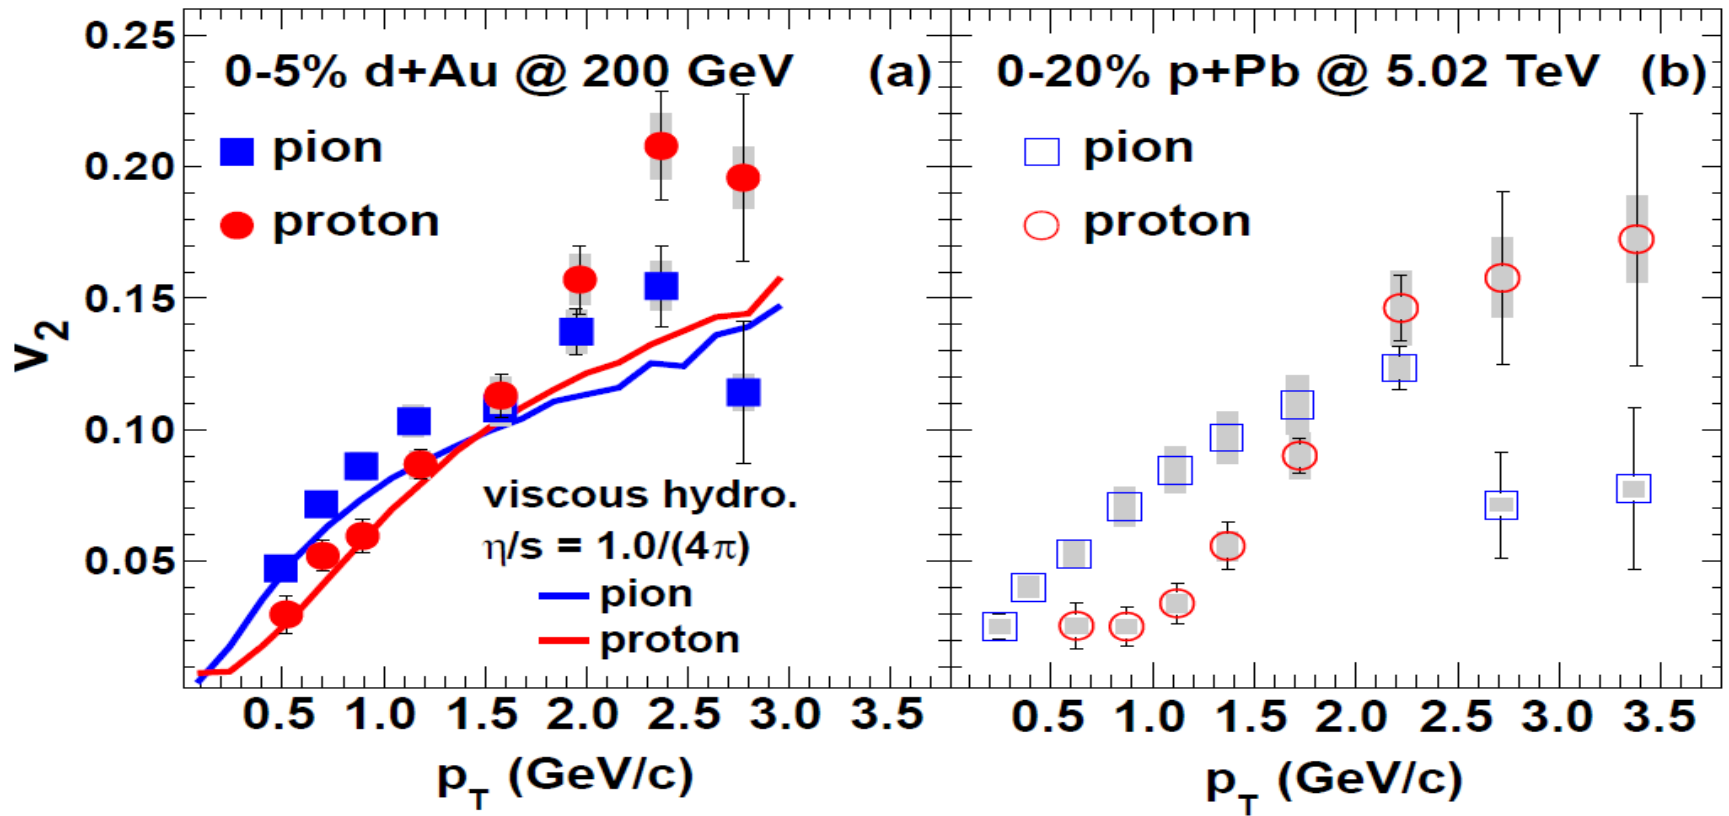 0.25
0.20
0.15
0.10
0.05
v2
0-5% d+Au @ 200 GeV (a)
pion
proton
viscous hydro.
η/s = 1.0/(4π)
pion
proton
0.5 1.0 1.5 2.0 2.5 3.0 3.5
pT (GeV/c)
0-20% p+Pb @ 5.02 TeV (b)
pion
proton
0.5 1.0 1.5 2.0 2.5 3.0 3.5
pT (GeV/c)